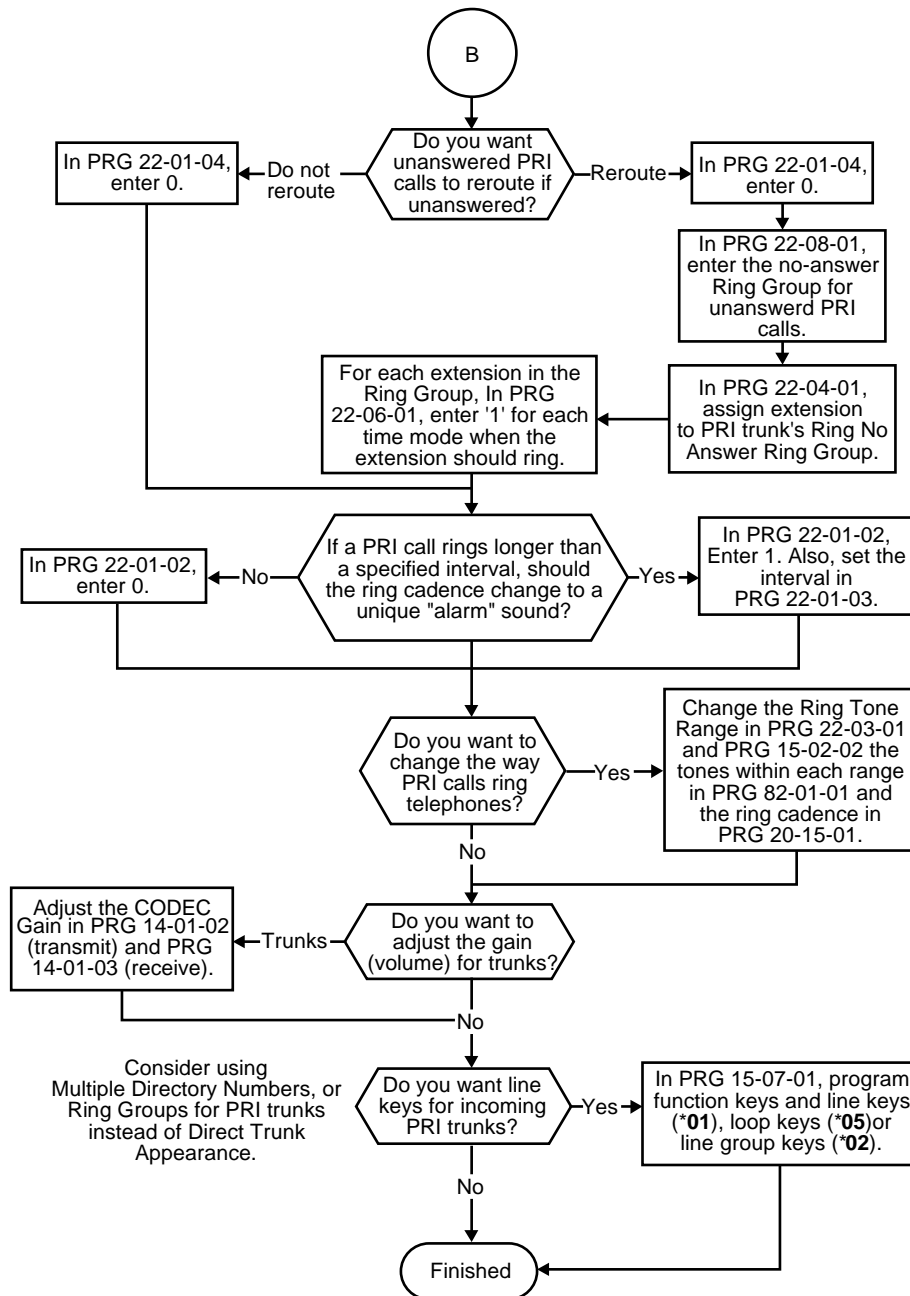 B
Do you want
unanswered PRI
calls to reroute if
unanswered?
Do not
reroute
In PRG 22-01-04,
enter 0.
Reroute
In PRG 22-01-04,
enter 0.
In PRG 22-08-01,
enter the no-answer
Ring Group for
unanswerd PRI
calls.
In PRG 22-04-01,
assign extension
to PRI trunk's Ring No
Answer Ring Group.
For each extension in the
Ring Group, In PRG
22-06-01, enter '1' for each
time mode when the
extension should ring.
If a PRI call rings longer than
a specified interval, should
the ring cadence change to a
unique "alarm" sound?
No
In PRG 22-01-02,
enter 0.
Yes
In PRG 22-01-02,
Enter 1. Also, set the
interval in
PRG 22-01-03.
Do you want to
change the way
PRI calls ring
telephones?
Yes
Change the Ring Tone
Range in PRG 22-03-01
and PRG 15-02-02 the
tones within each range
in PRG 82-01-01 and
the ring cadence in
PRG 20-15-01.
No
Do you want to
adjust the gain
(volume) for trunks?
Trunks
Adjust the CODEC
Gain in PRG 14-01-02
(transmit) and PRG
14-01-03 (receive).
No
Consider using
Multiple Directory Numbers, or
Ring Groups for PRI trunks
instead of Direct Trunk
Appearance.
Do you want line
keys for incoming
PRI trunks?
Yes
In PRG 15-07-01, program
function keys and line keys
(*01), loop keys (*05)or
line group keys (*02).
No
Finished